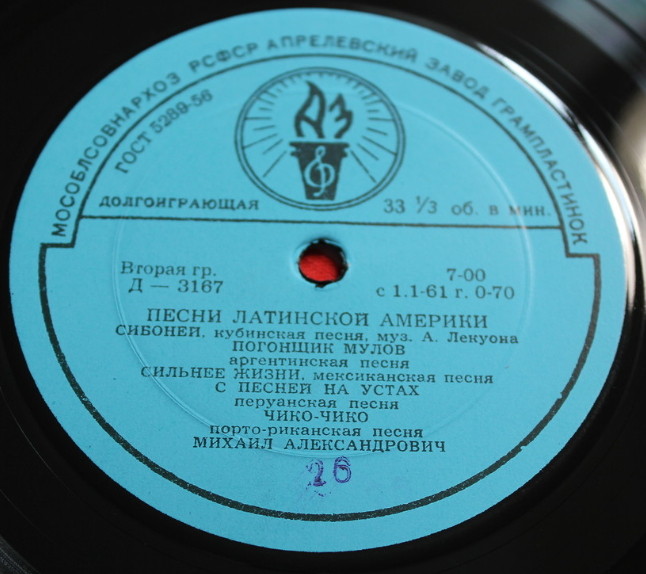 МОСОБЛСОВНАРХОЗ РСФСР АПРЕЛЕВСКИЙ ЗАВОД ГРАМПЛАСТИНОК
ГОСТ 5289-56
АЗ
ДОЛГОИГРАЮЩАЯ 33 1/3 об. в мин.
Вторая гр. 7-00
Д — 3167 с 1.1-61 г. 0-70
ПЕСНИ ЛАТИНСКОЙ АМЕРИКИ
СИБОНЕЙ, кубинская песня, муз. А. Лекуона
ПОГОНЩИК МУЛОВ
аргентинская песня
СИЛЬНЕЕ ЖИЗНИ, мексиканская песня
С ПЕСНЕЙ НА УСТАХ
перуанская песня
ЧИКО-ЧИКО
порто-риканская песня
МИХАИЛ АЛЕКСАНДРОВИЧ
26